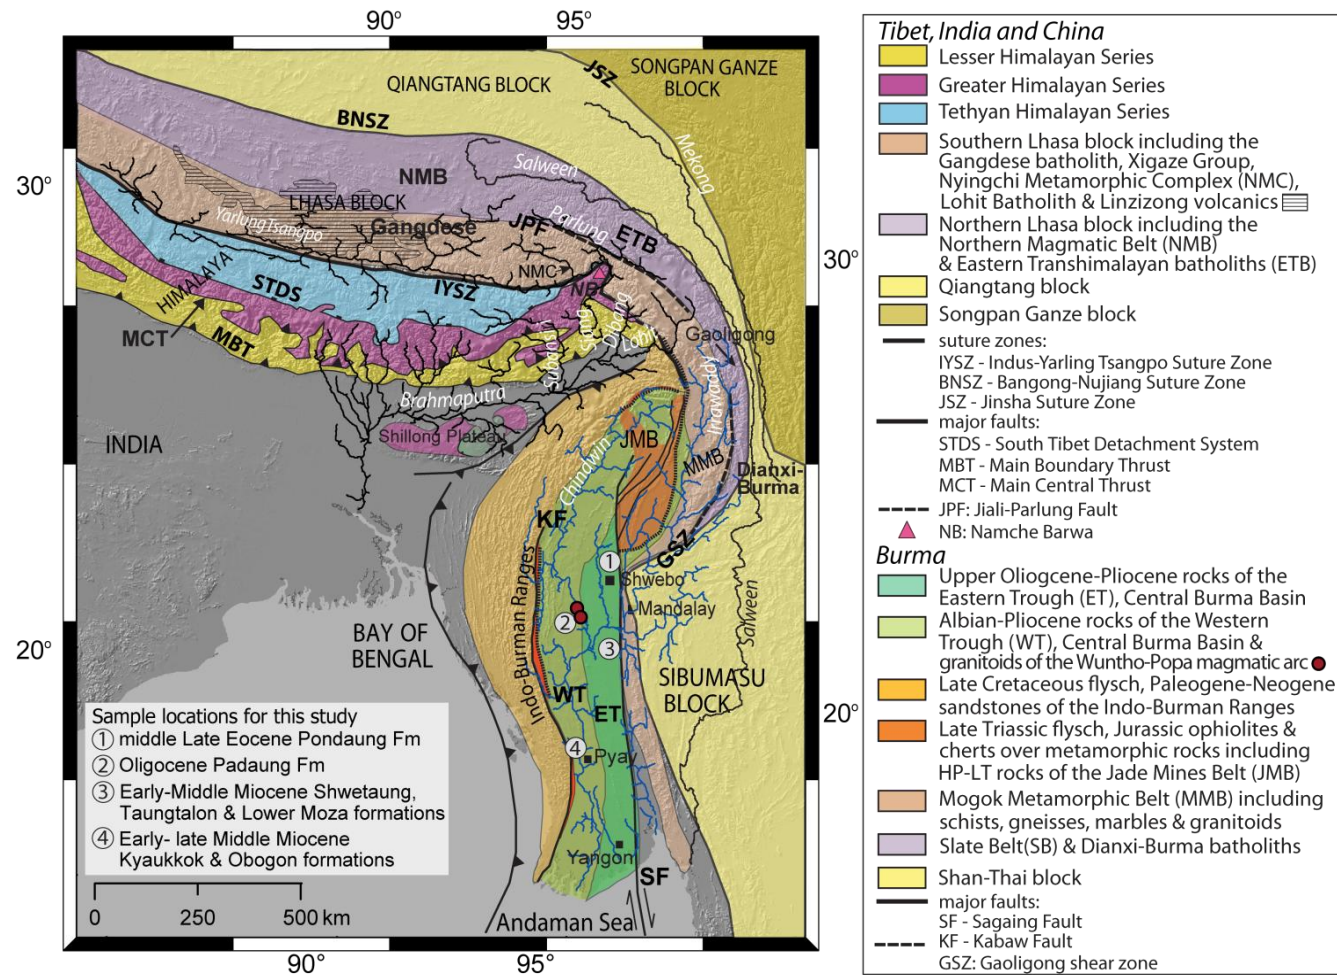 90°
95°
QIANGTANG BLOCK
JSZ
SONGPAN GANZE
BLOCK
BNSZ
Mekong
Salween
30°
NMB
LHASA BLOCK
Gangdese
YarlungTsangpo
JPF
Parlung
ETB
30°
NMC
NB
HIMALAYA
STDS
IYSZ
MCT
MBT
Subansiri
Siang
Dibang
Lohit
Gaoligong
Brahmaputra
Irrawaddy
INDIA
Shillong Plateau
JMB
MMB
Chindwin
Dianxi-
Burma
KF
GSZ
1
Shwebo
Mandalay
Salween
Indo-Burman Ranges
2
3
20°
BAY OF
BENGAL
SIBUMASU
BLOCK
WT
ET
20°
4
Pyay
Yangon
SF
Andaman Sea
Sample locations for this study
1 middle Late Eocene Pondaung Fm
2 Oligocene Padaung Fm
3 Early-Middle Miocene Shwetaung,
Taungtalon & Lower Moza formations
4 Early- late Middle Miocene
Kyaukkok & Obogon formations
0 500 km
90°
95°
Tibet, India and China
Lesser Himalayan Series
Greater Himalayan Series
Tethyan Himalayan Series
Southern Lhasa block including the
Gangdese batholith, Xigaze Group,
Nyingchi Metamorphic Complex (NMC),
Lohit Batholith & Linzizong volcanics
Northern Lhasa block including the
Northern Magmatic Belt (NMB)
& Eastern Transhimalayan batholiths (ETB)
Qiangtang block
Songpan Ganze block
suture zones:
IYSZ - Indus-Yarling Tsangpo Suture Zone
BNSZ - Bangong-Nujiang Suture Zone
JSZ - Jinsha Suture Zone
major faults:
STDS - South Tibet Detachment System
MBT - Main Boundary Thrust
MCT - Main Central Thrust
JPF: Jiali-Parlung Fault
NB: Namche Barwa
Burma
Upper Oliogcene-Pliocene rocks of the
Eastern Trough (ET), Central Burma Basin
Albian-Pliocene rocks of the Western
Trough (WT), Central Burma Basin &
granitoids of the Wuntho-Popa magmatic arc
Late Cretaceous flysch, Paleogene-Neogene
sandstones of the Indo-Burman Ranges
Late Triassic flysch, Jurassic ophiolites &
cherts over metamorphic rocks including
HP-LT rocks of the Jade Mines Belt (JMB)
Mogok Metamorphic Belt (MMB) including
schists, gneisses, marbles & granitoids
Slate Belt(SB) & Dianxi-Burma batholiths
Shan-Thai block
major faults:
SF - Sagaing Fault
KF - Kabaw Fault
GSZ: Gaoligong shear zone